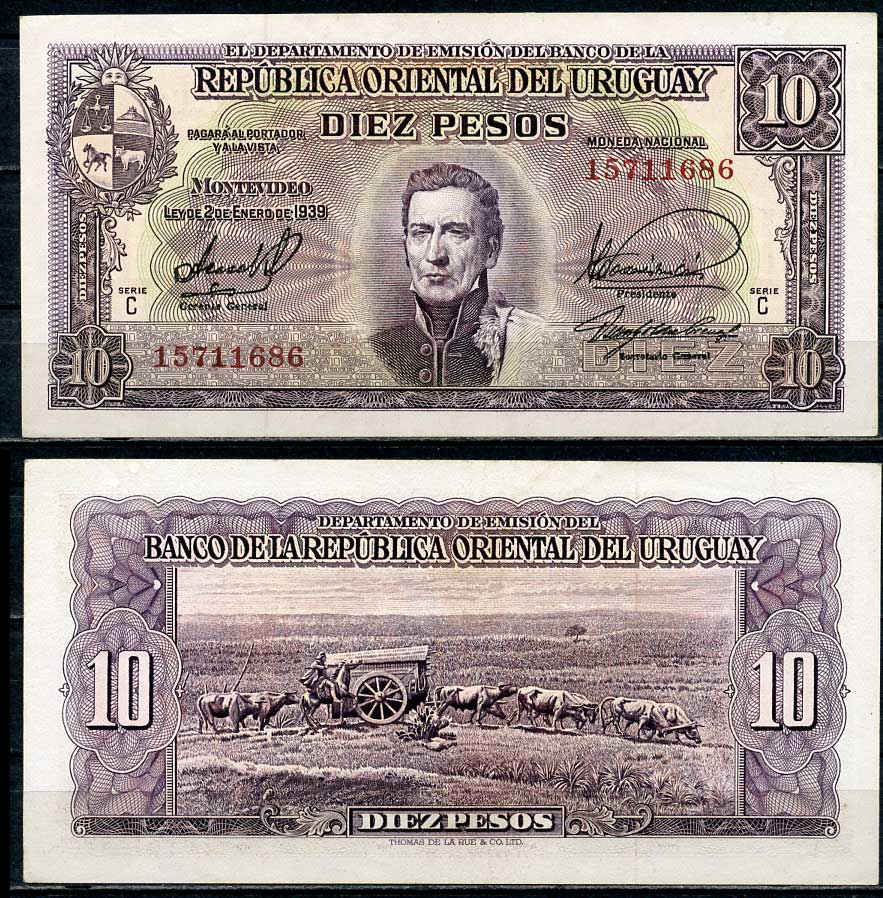 EL DEPARTAMENTO DE EMISIÓN DEL BANCO DE LA
REPÚBLICA ORIENTAL DEL URUGUAY
10
DIEZ PESOS
PAGARÁ AL PORTADOR
Y A LA VISTA
MONEDA NACIONAL
15711686
MONTEVIDEO
LEY DE 2 DE ENERO DE 1939
DIEZ PESOS
DIEZ PESOS
SERIE
C
Gerente General
Presidente
SERIE
C
15711686
DIEZ
Secretario General
10
10
DEPARTAMENTO DE EMISIÓN DEL
BANCO DE LA REPÚBLICA ORIENTAL DEL URUGUAY
10
10
DIEZ PESOS
THOMAS DE LA RUE & CO. LTD.